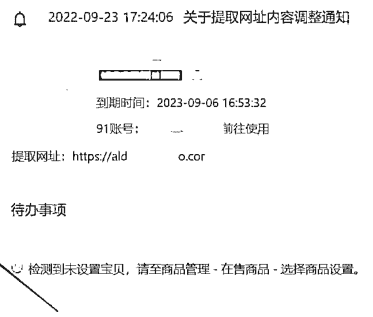 2022-09-23 17:24:06 关于提取网址内容调整通知
到期时间：2023-09-06 16:53:32
91账号： 前往使用
提取网址：https://ald o.cor
待办事项
检测到未设置宝贝，请至商品管理 - 在售商品 - 选择商品设置。